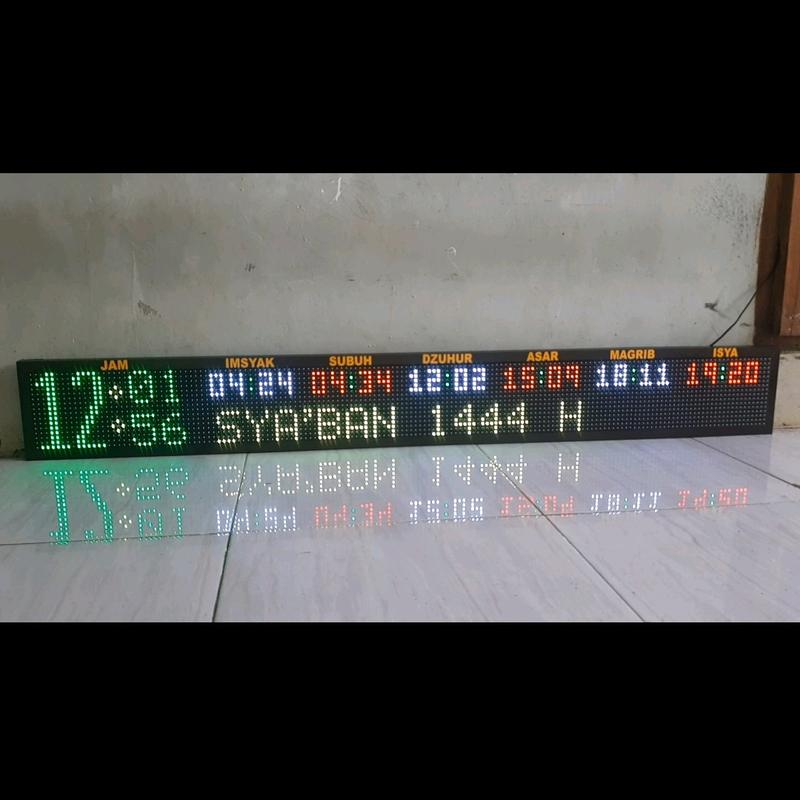 JAM IMSYAK SUBUH DZUHUR ASAR MAGRIB ISYA
12:01:56 04:24 04:34 12:02 15:09 18:11 19:20
SYA'BAN 1444 H